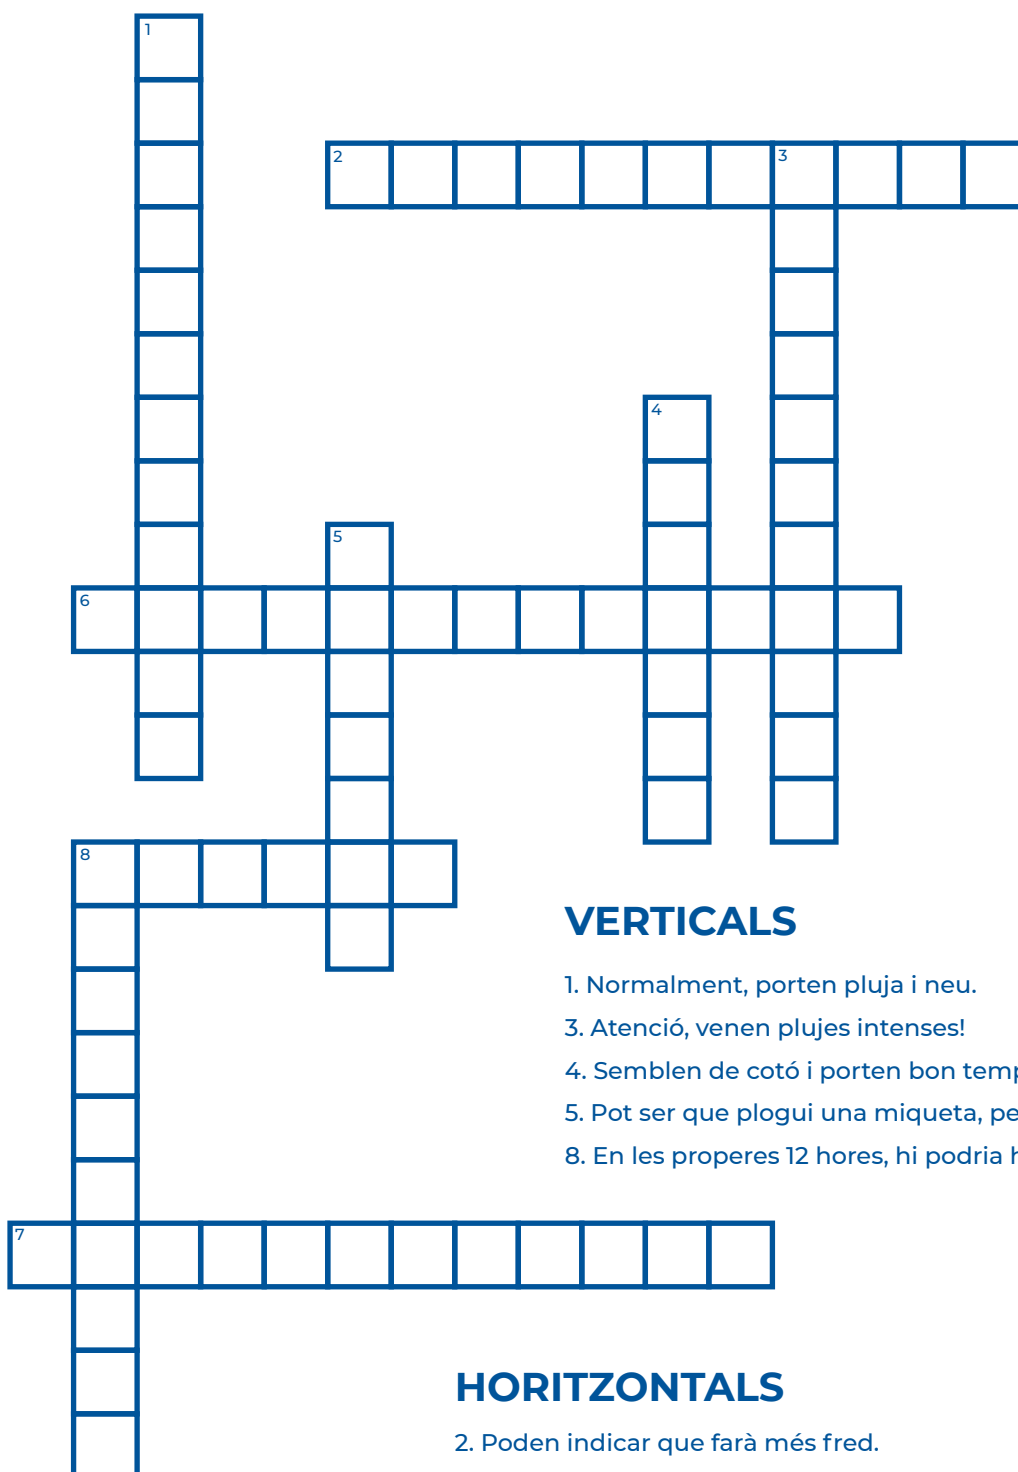 1
2
3
4
5
6
8
VERTICALS
1. Normalment, porten pluja i neu.
3. Atenció, venen plujes intenses!
4. Semblen de cotó i porten bon
5. Pot ser que plogui una miqueta,
8. En les properes 12 hores, hi podria
7
HORITZONTALS
2. Poden indicar que farà més fred.